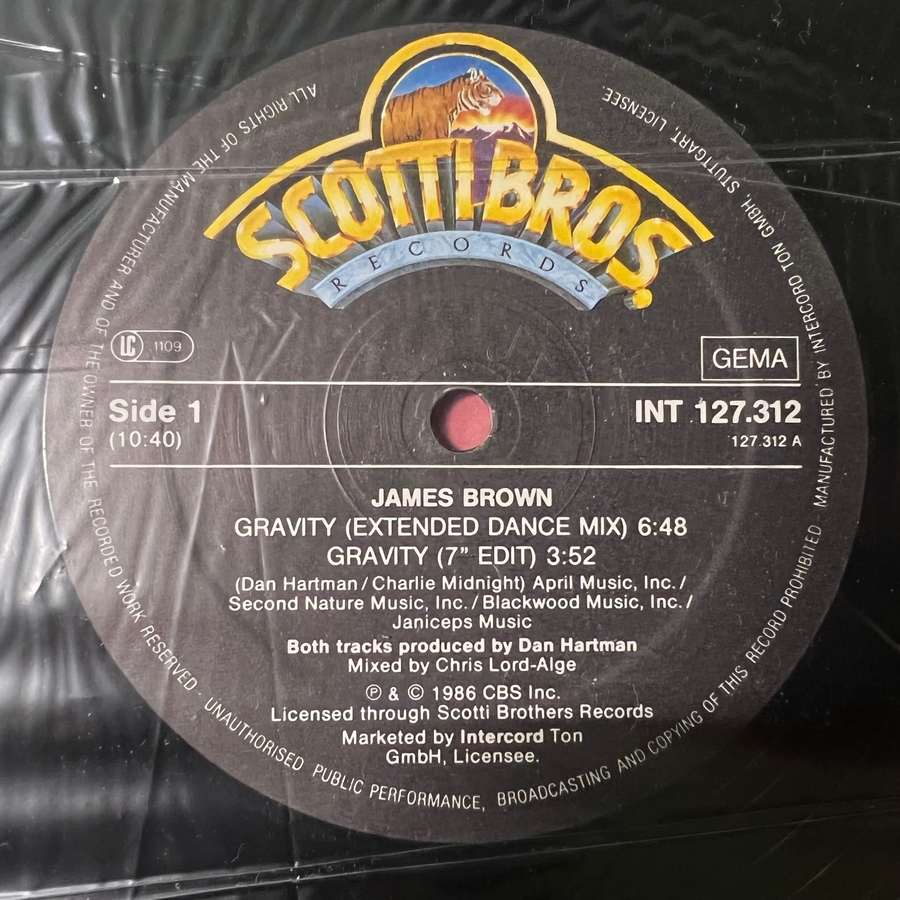 SCOTTI BROS.
RECORDS
LC 1109
GEMA
Side 1
(10:40)
INT 127.312
127.312 A
JAMES BROWN
GRAVITY (EXTENDED DANCE MIX) 6:48
GRAVITY (7" EDIT) 3:52
(Dan Hartman/Charlie Midnight) April Music, Inc./
Second Nature Music, Inc./Blackwood Music, Inc./
Janiceps Music
Both tracks produced by Dan Hartman
Mixed by Chris Lord-Alge
℗ & © 1986 CBS Inc.
Licensed through Scotti Brothers Records
Marketed by Intercord Ton
GmbH, Licensee.
ALL RIGHTS OF THE MANUFACTURER AND OF THE OWNER OF THE RECORDED WORK RESERVED · UNAUTHORISED PUBLIC PERFORMANCE, BROADCASTING AND COPYING OF THIS RECORD PROHIBITED MANUFACTURED BY INTERCORD TON GMBH, STUTTGART, LICENSEE.